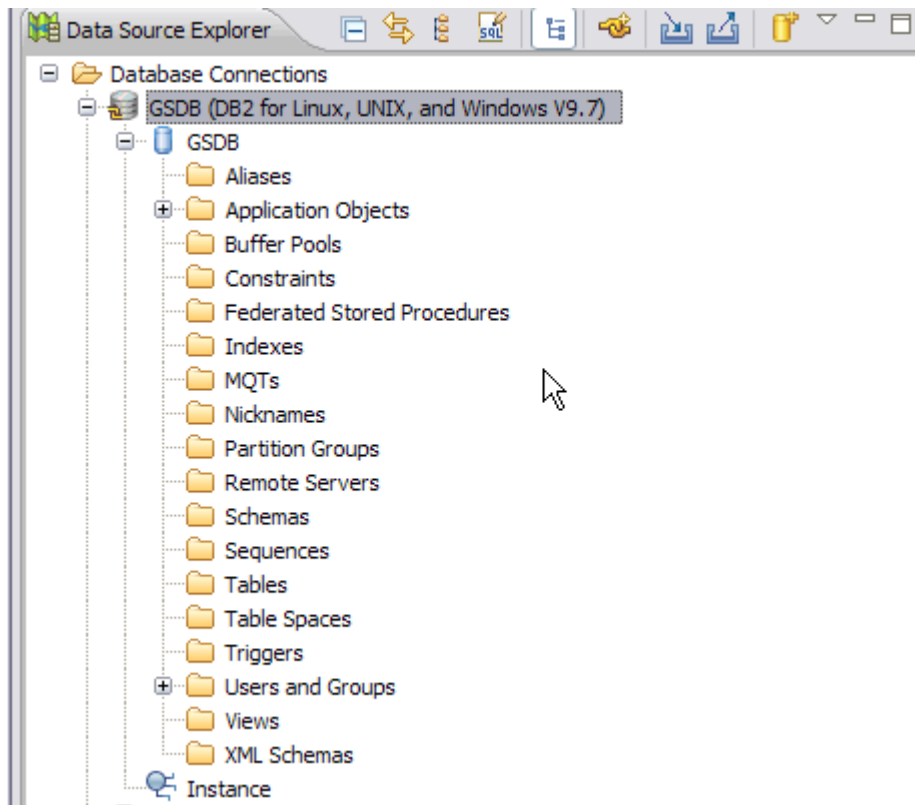 Data Source Explorer
SQL
Database Connections
GSDB (DB2 for Linux, UNIX, and Windows V9.7)
GSDB
Aliases
Application Objects
Buffer Pools
Constraints
Federated Stored Procedures
Indexes
MQTs
Nicknames
Partition Groups
Remote Servers
Schemas
Sequences
Tables
Table Spaces
Triggers
Users and Groups
Views
XML Schemas
Instance